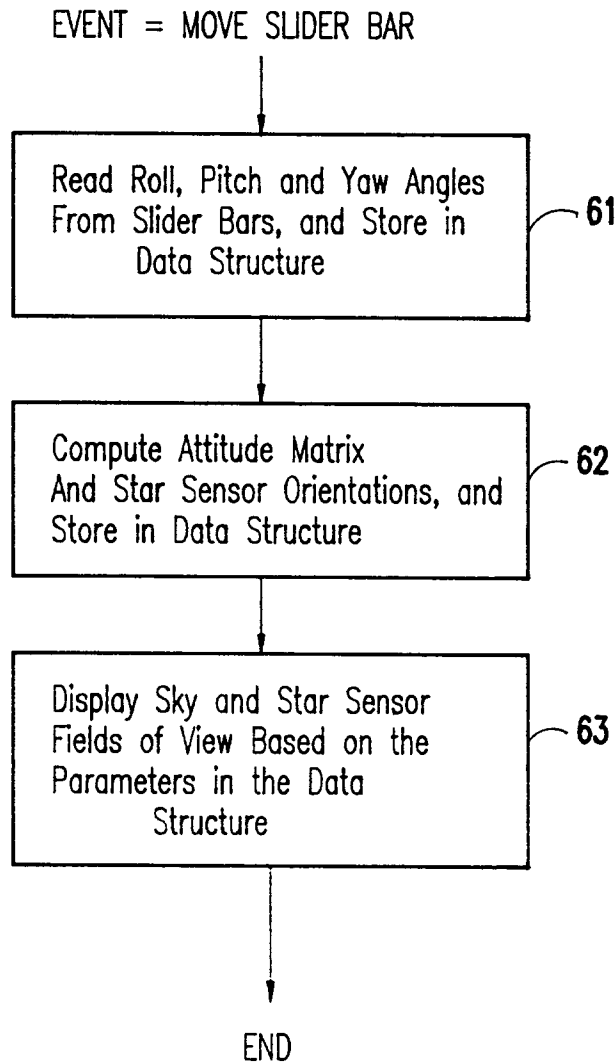 EVENT = MOVE SLIDER BAR
Read Roll, Pitch and Yaw Angles
From Slider Bars, and Store in
Data Structure
61
Compute Attitude Matrix
And Star Sensor Orientations, and
Store in Data Structure
62
Display Sky and Star Sensor
Fields of View Based on the
Parameters in the Data
Structure
63
END